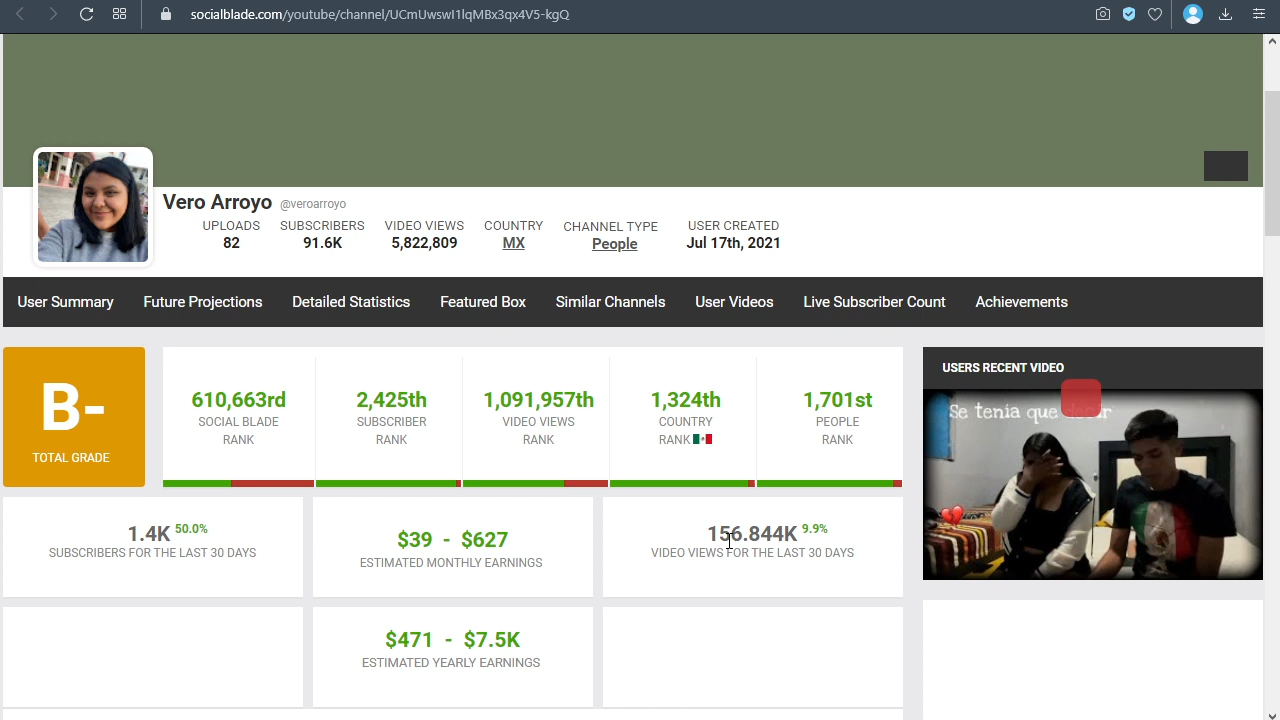 socialblade.com/youtube/channel/UCmUwswI1lqMBx3qx4V5-kgQ
Vero Arroyo @veroarroyo
UPLOADS SUBSCRIBERS VIDEO VIEWS COUNTRY CHANNEL TYPE USER CREATED
82 91.6K 5,822,809 MX People Jul 17th, 2021
User Summary Future Projections Detailed Statistics Featured Box Similar Channels User Videos Live Subscriber Count Achievements
B-
TOTAL GRADE
610,663rd
SOCIAL BLADE
RANK
2,425th
SUBSCRIBER
RANK
1,091,957th
VIDEO VIEWS
RANK
1,324th
COUNTRY
RANK
1,701st
PEOPLE
RANK
USERS RECENT VIDEO
Se tenía que decir
1.4K 50.0%
SUBSCRIBERS FOR THE LAST 30 DAYS
$39 - $627
ESTIMATED MONTHLY EARNINGS
156.844K 9.9%
VIDEO VIEWS FOR THE LAST 30 DAYS
$471 - $7.5K
ESTIMATED YEARLY EARNINGS